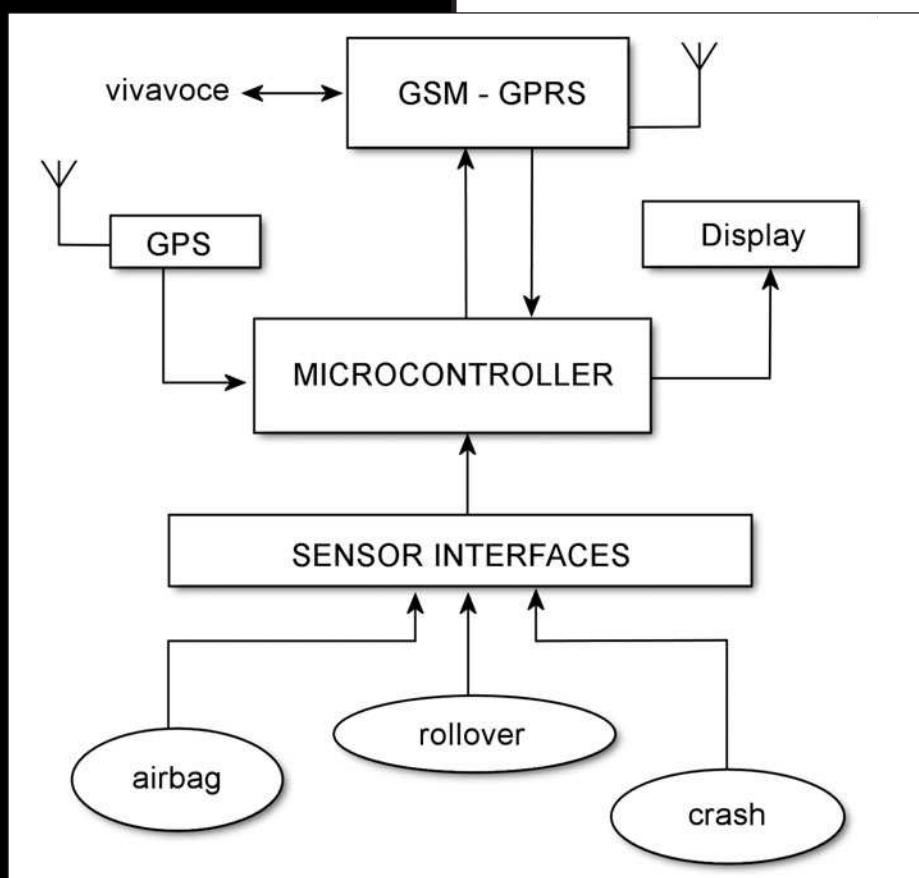 GSM - GPRS
vivavoce
GPS
Display
MICROCONTROLLER
SENSOR INTERFACES
rollover
airbag
crash